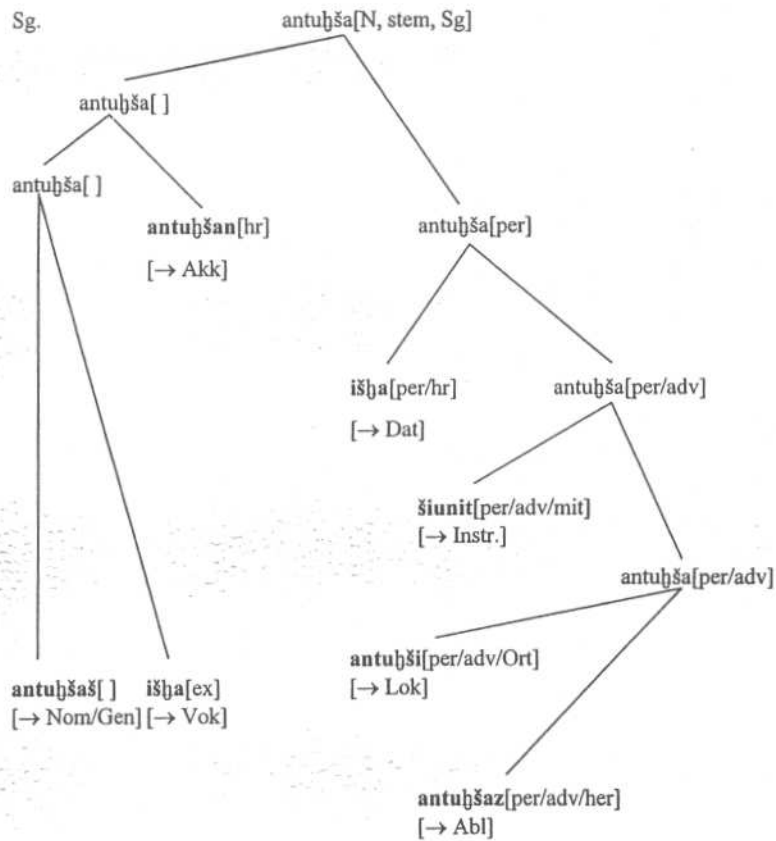 Sg. antuḫša[N, stem, Sg]
antuḫša[ ]
antuḫša[ ]
antuḫšan[hr] antuḫša[per]
[→ Akk]
išḫa[per/hr] antuḫša[per/adv]
[→ Dat]
šiunit[per/adv/mit]
[→ Instr.]
antuḫša[per/adv]
antuḫši[per/adv/Ort]
[→ Lok]
antuḫšaš[ ] išḫa[ex]
[→ Nom/Gen] [→ Vok]
antuḫšaz[per/adv/her]
[→ Abl]